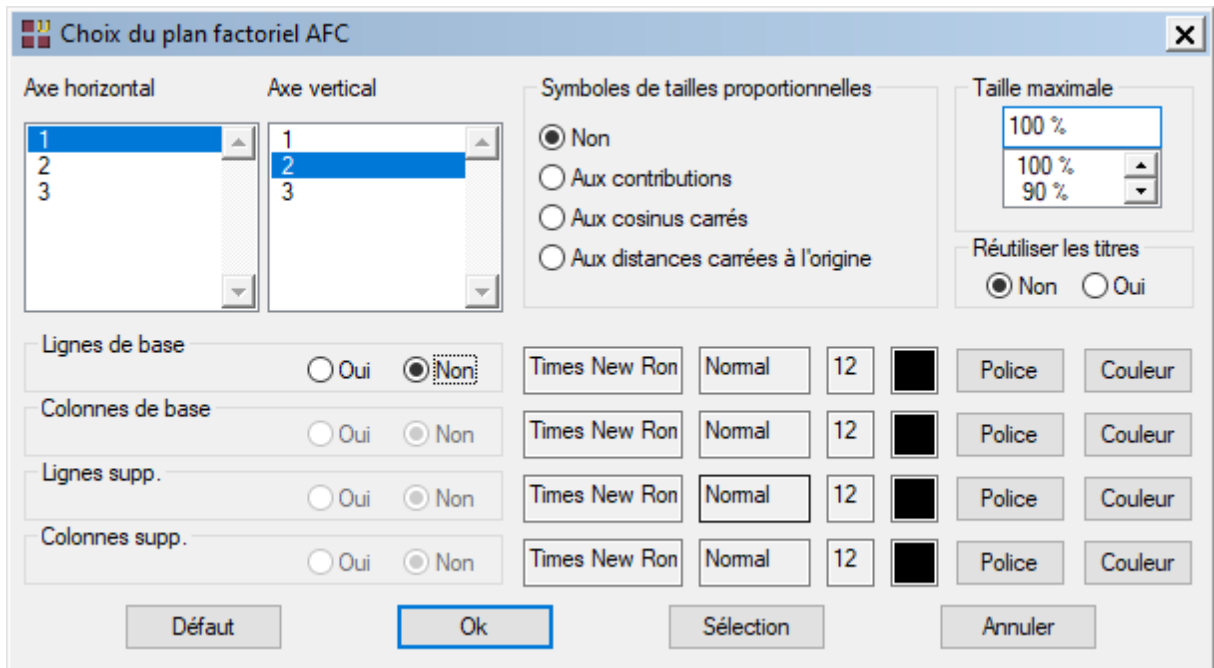 Choix du plan factoriel AFC
Axe horizontal
1
2
3
Axe vertical
1
2
3
Symboles de tailles proportionnelles
Non
Aux contributions
Aux cosinus carrés
Aux distances carrées à l'origine
Taille maximale
100 %
100 %
90 %
Réutiliser les titres
Non Oui
Lignes de base
Oui Non Times New Ron Normal 12 Police Couleur
Colonnes de base
Oui Non Times New Ron Normal 12 Police Couleur
Lignes supp.
Oui Non Times New Ron Normal 12 Police Couleur
Colonnes supp.
Oui Non Times New Ron Normal 12 Police Couleur
Défaut Ok Sélection Annuler